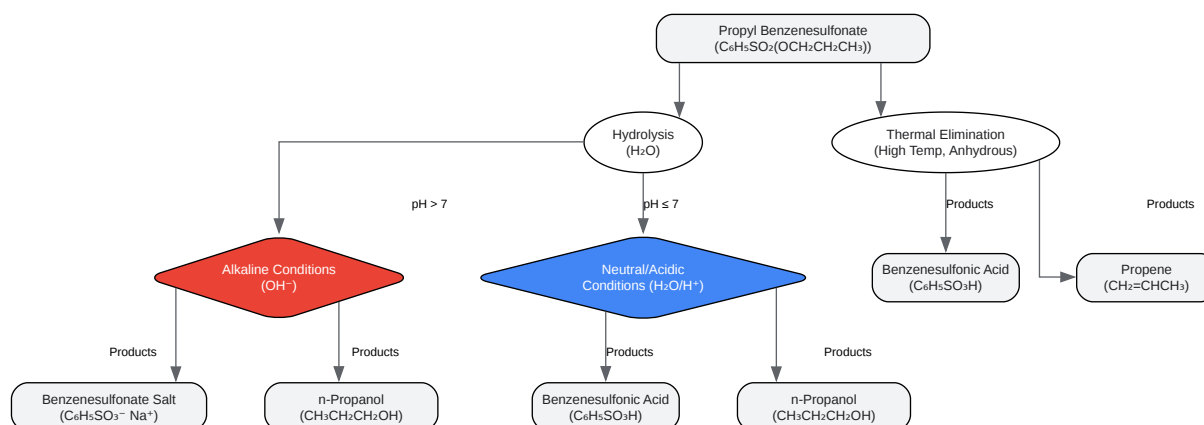 Propyl Benzenesulfonate
(C₆H₅SO₂(OCH₂CH₂CH₃))
Hydrolysis
(H₂O)
Thermal Elimination
(High Temp, Anhydrous)
pH > 7
pH ≤ 7
Products
Products
Alkaline Conditions
(OH⁻)
Neutral/Acidic
Conditions (H₂O/H⁺)
Benzenesulfonic Acid
(C₆H₅SO₃H)
Propene
(CH₂=CHCH₃)
Products
Products
Products
Products
Benzenesulfonate Salt
(C₆H₅SO₃⁻ Na⁺)
n-Propanol
(CH₃CH₂CH₂OH)
Benzenesulfonic Acid
(C₆H₅SO₃H)
n-Propanol
(CH₃CH₂CH₂OH)